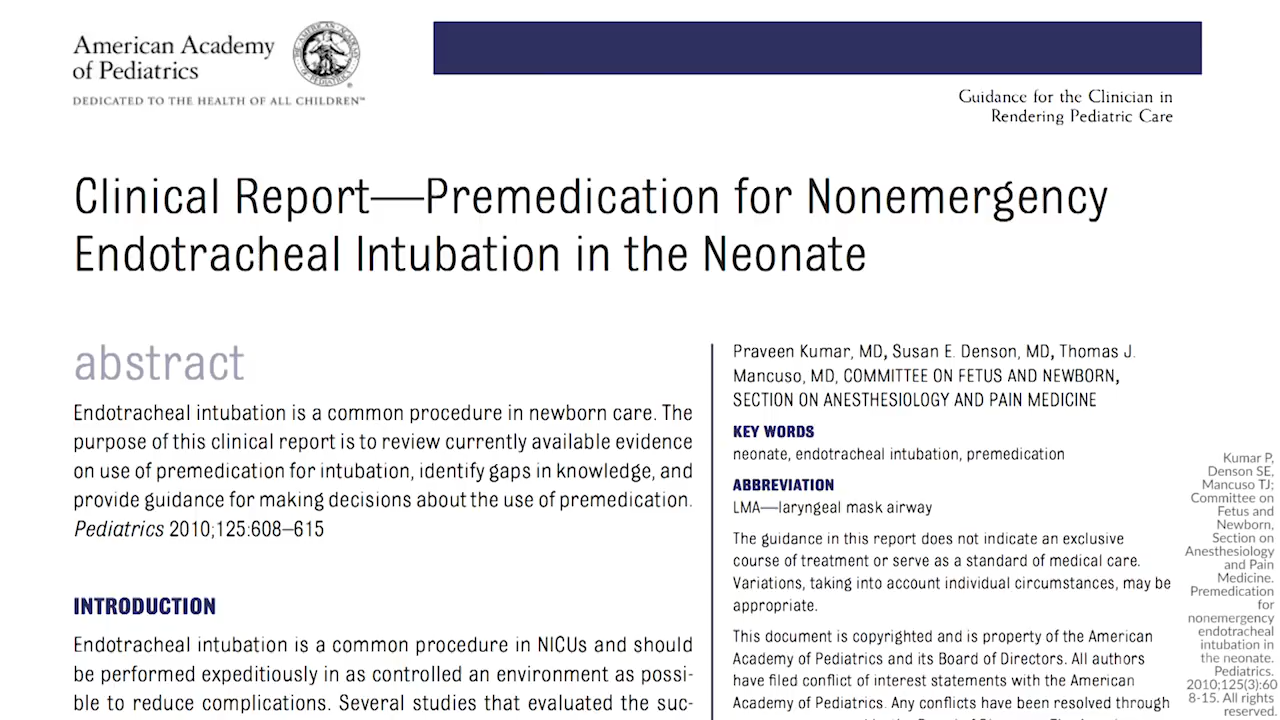 American Academy
of Pediatrics
DEDICATED TO THE HEALTH OF ALL CHILDREN™
Guidance for the Clinician in
Rendering Pediatric Care
Clinical Report—Premedication for Nonemergency
Endotracheal Intubation in the Neonate
abstract
Endotracheal intubation is a common procedure in newborn care. The
purpose of this clinical report is to review currently available evidence
on use of premedication for intubation, identify gaps in knowledge, and
provide guidance for making decisions about the use of premedication.
Pediatrics 2010;125:608–615
INTRODUCTION
Endotracheal intubation is a common procedure in NICUs and should
be performed expeditiously in as controlled an environment as possi-
ble to reduce complications. Several studies that evaluated the suc-
Praveen Kumar, MD, Susan E. Denson, MD, Thomas J.
Mancuso, MD, COMMITTEE ON FETUS AND NEWBORN,
SECTION ON ANESTHESIOLOGY AND PAIN MEDICINE
KEY WORDS
neonate, endotracheal intubation, premedication
ABBREVIATION
LMA—laryngeal mask airway
The guidance in this report does not indicate an exclusive
course of treatment or serve as a standard of medical care.
Variations, taking into account individual circumstances, may be
appropriate.
This document is copyrighted and is property of the American
Academy of Pediatrics and its Board of Directors. All authors
have filed conflict of interest statements with the American
Academy of Pediatrics. Any conflicts have been resolved through
Kumar P,
Denson SE,
Mancuso TJ;
Committee on
Fetus and
Newborn,
Section on
Anesthesiology
and Pain
Medicine.
Premedication
for
nonemergency
endotracheal
intubation in
the neonate.
Pediatrics.
2010;125(3):60
8-15. All rights
reserved.